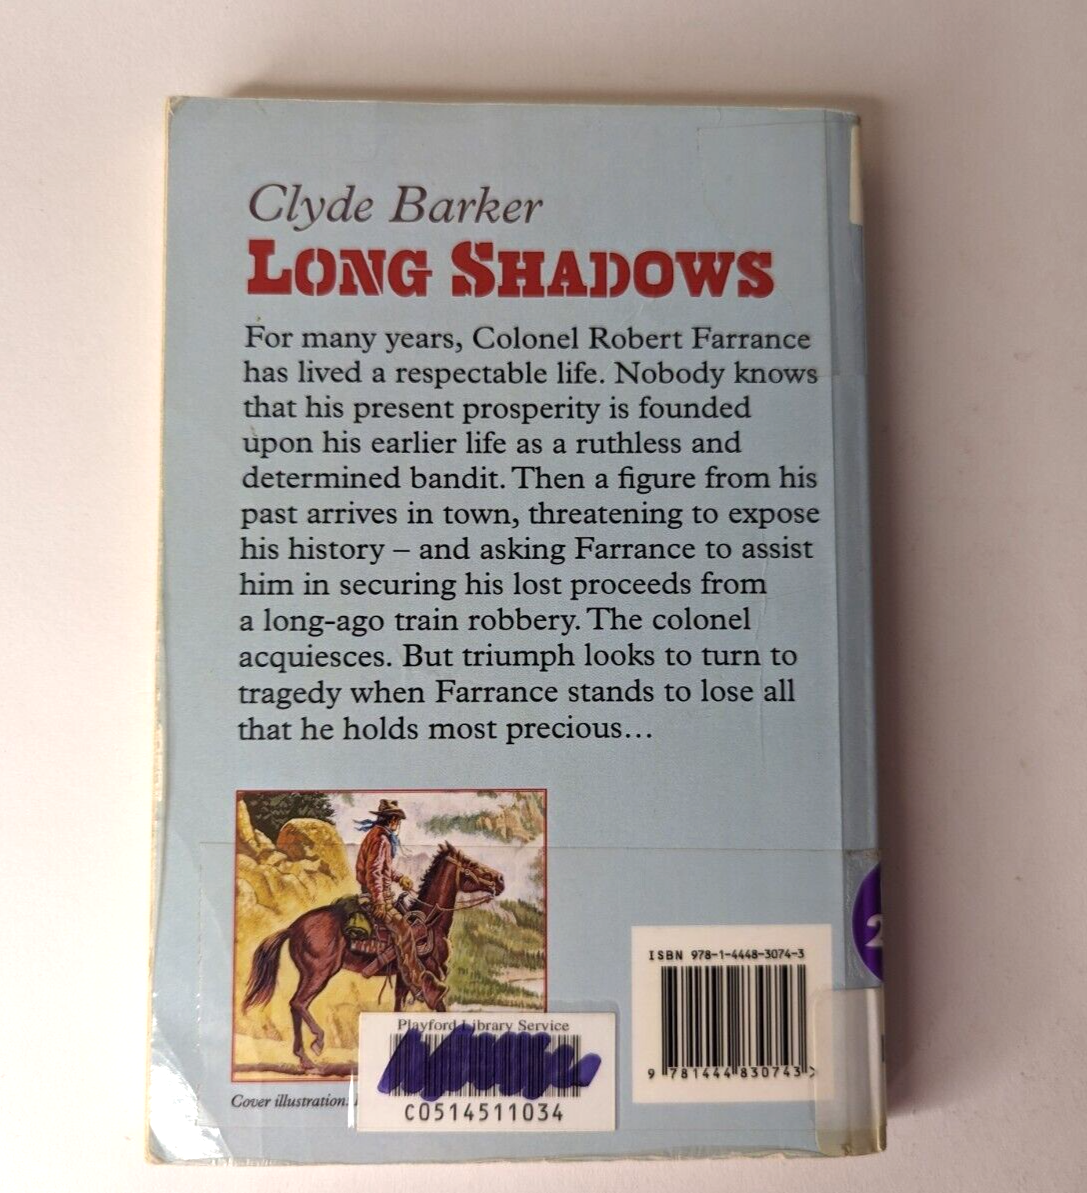 Clyde Barker
LONG SHADOWS
For many years, Colonel Robert Farrance
has lived a respectable life. Nobody knows
that his present prosperity is founded
upon his earlier life as a ruthless and
determined bandit. Then a figure from his
past arrives in town, threatening to expose
his history – and asking Farrance to assist
him in securing his lost proceeds from
a long-ago train robbery. The colonel
acquiesces. But triumph looks to turn to
tragedy when Farrance stands to lose all
that he holds most precious…
2
ISBN 978-1-4448-3074-3
9 781444 830743 >
Playford Library Service
C0514511034
Cover illustration: